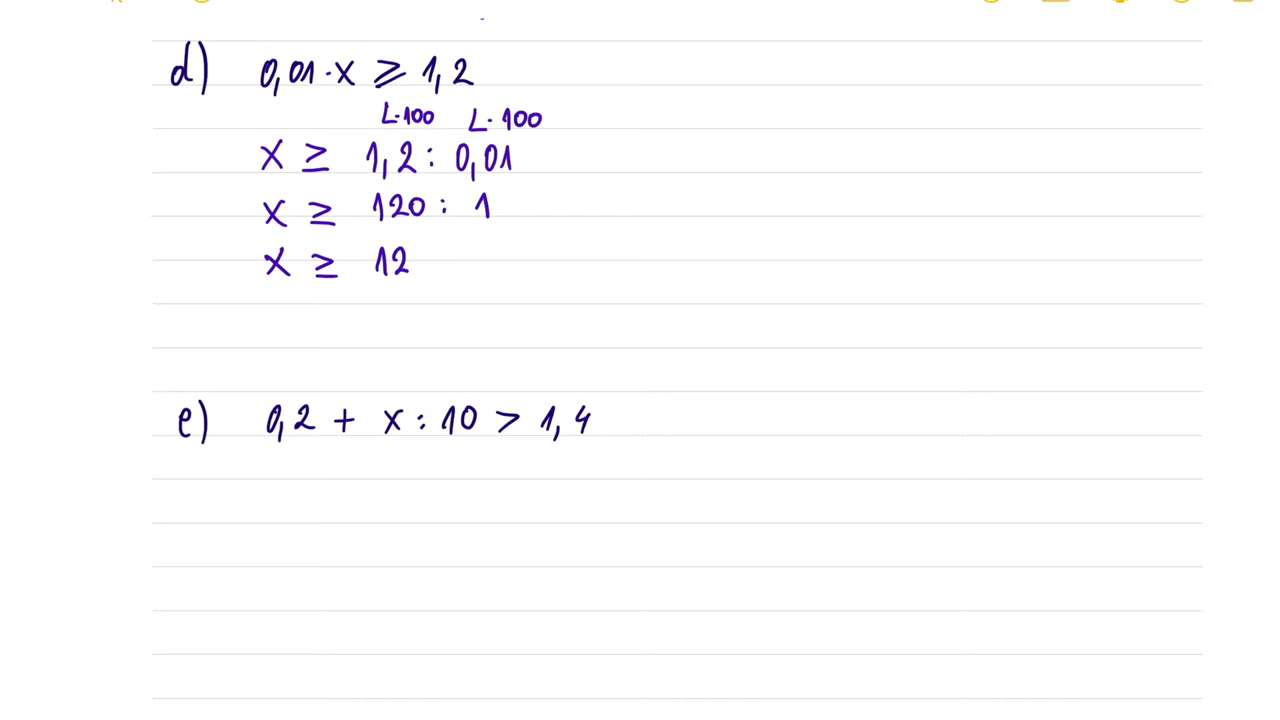 d) 0,01·x ≥ 1,2
L·100 L·100
x ≥ 1,2 : 0,01
x ≥ 120 : 1
x ≥ 12
e) 0,2 + x : 10 > 1,4